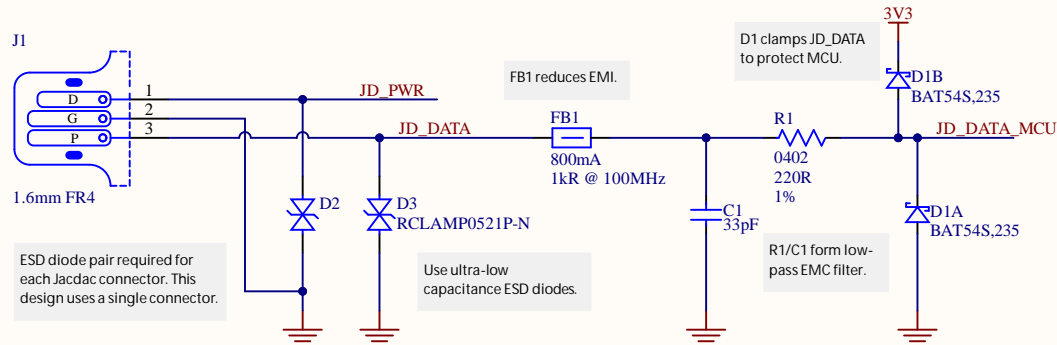 J1
D
G
P
1
2
3
1.6mm FR4
ESD diode pair required for
each Jacdac connector. This
design uses a single connector.
JD_PWR
JD_DATA
D2
D3
RCLAMP0521P-N
Use ultra-low
capacitance ESD diodes.
FB1 reduces EMI.
FB1
800mA
1kR @ 100MHz
C1
33pF
R1
0402
220R
1%
R1/C1 form low-
pass EMC filter.
D1 clamps JD_DATA
to protect MCU.
3V3
D1B
BAT54S,235
JD_DATA_MCU
D1A
BAT54S,235